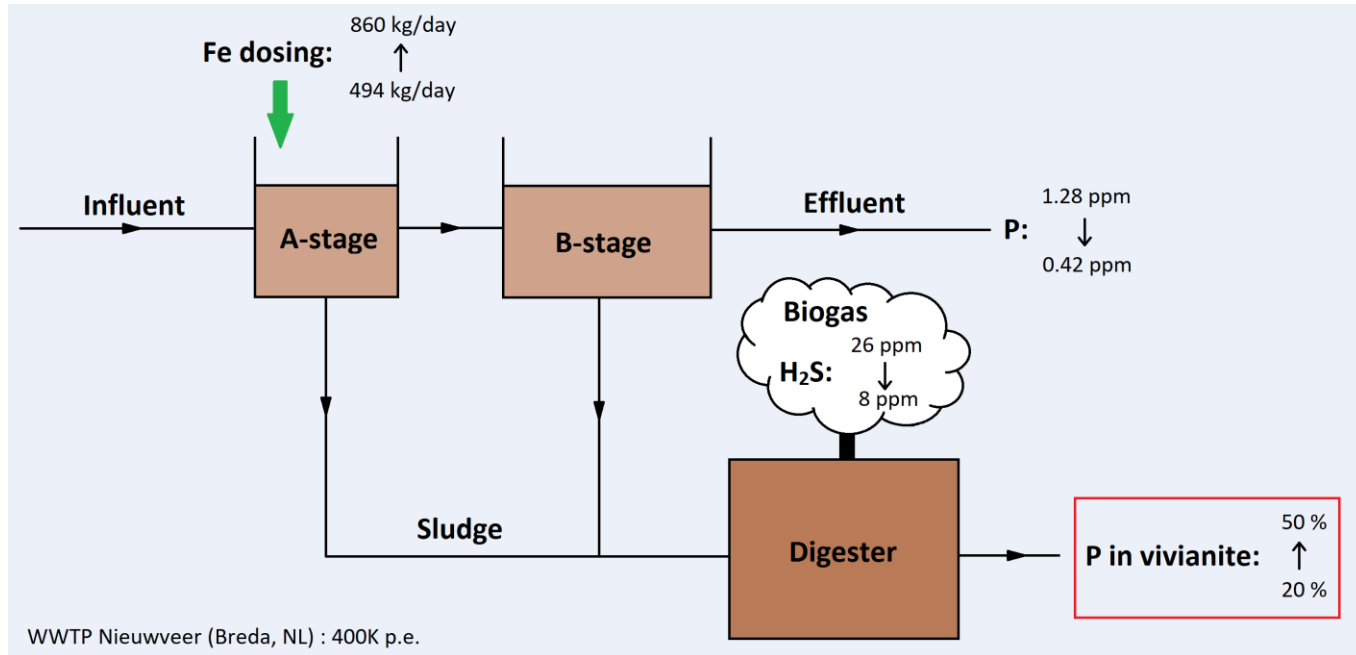 860 kg/day
Fe dosing:
494 kg/day
Influent
A-stage
B-stage
Effluent
1.28 ppm
P:
0.42 ppm
Biogas
26 ppm
H₂S:
8 ppm
Sludge
Digester
50 %
P in vivianite:
20 %
WWTP Nieuwveer (Breda, NL) : 400K p.e.